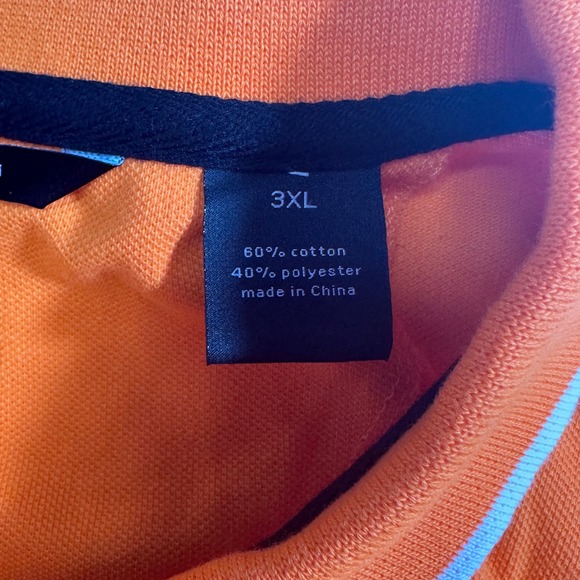 3XL
60% cotton
40% polyester
made in China